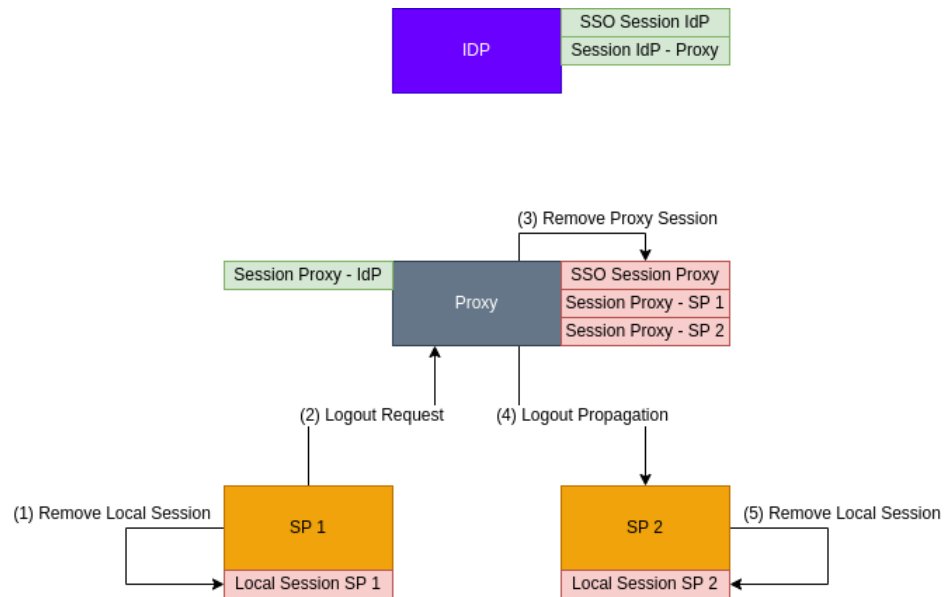 IDP
SSO Session IdP
Session IdP - Proxy
(3) Remove Proxy Session
Session Proxy - IdP
Proxy
SSO Session Proxy
Session Proxy - SP 1
Session Proxy - SP 2
(2) Logout Request
(4) Logout Propagation
(1) Remove Local Session
SP 1
SP 2
(5) Remove Local Session
Local Session SP 1
Local Session SP 2